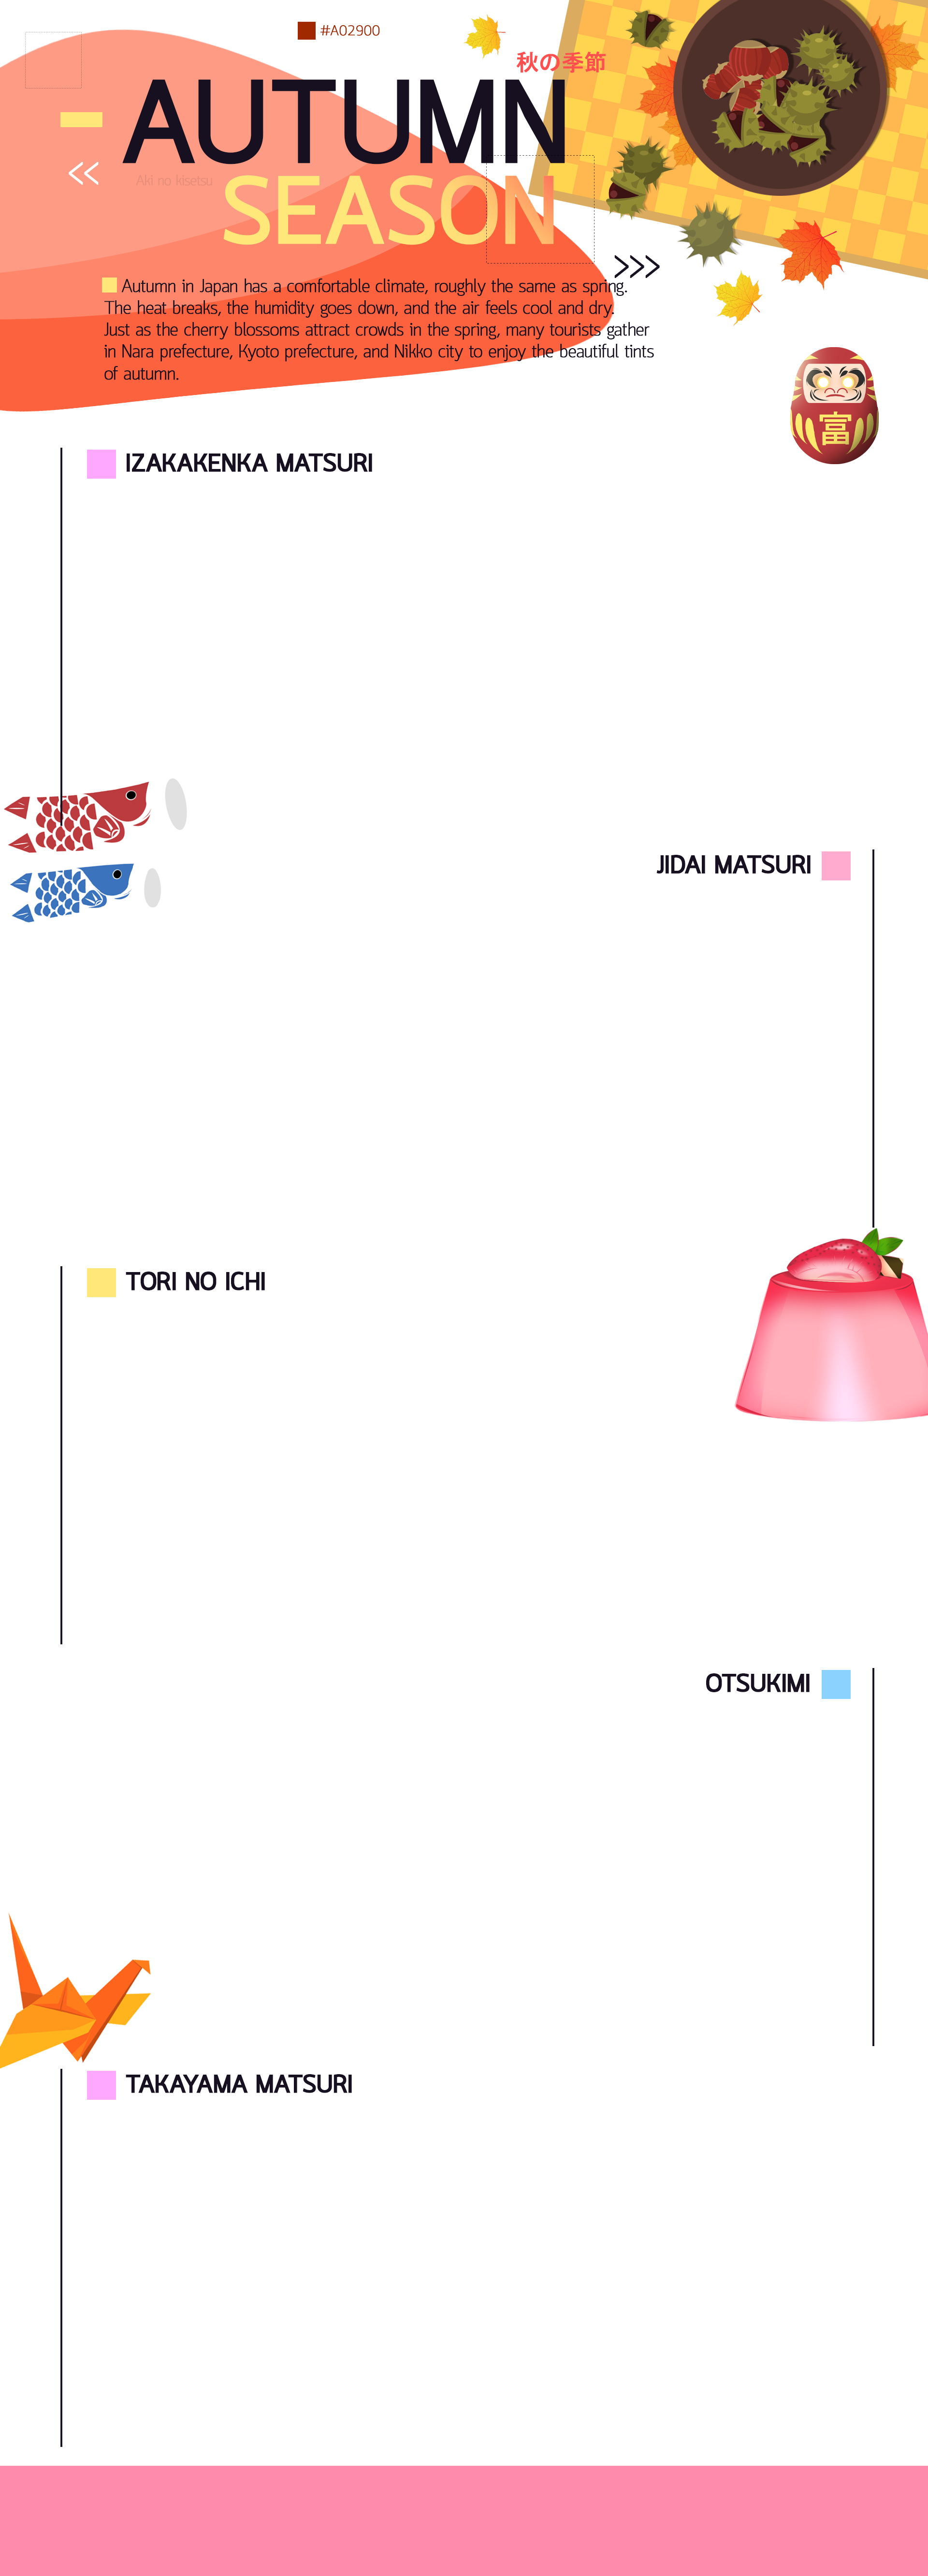 #A02900
秋の季節
AUTUMN
Aki no kisetsu
SEASON
Autumn in Japan has a comfortable climate, roughly the same as spring.
The heat breaks, the humidity goes down, and the air feels cool and dry.
Just as the cherry blossoms attract crowds in the spring, many tourists gather
in Nara prefecture, Kyoto prefecture, and Nikko city to enjoy the beautiful tints
of autumn.
富
IZAKAKENKA MATSURI
JIDAI MATSURI
TORI NO ICHI
OTSUKIMI
TAKAYAMA MATSURI